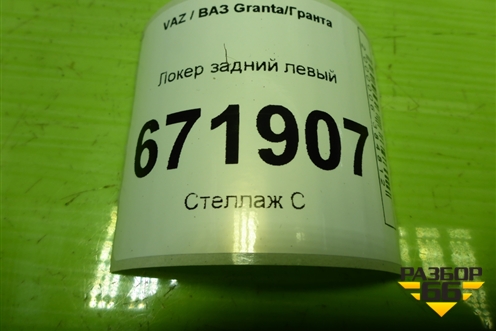 VAZ / ВАЗ Granta/Гранта
Локер задний левый
671907
Стеллаж С
РАЗБОР
66